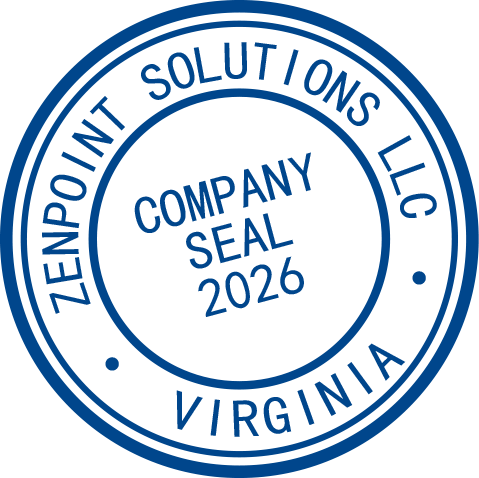 ZENPOINT SOLUTIONS LLC
COMPANY
SEAL
2026
• VIRGINIA •